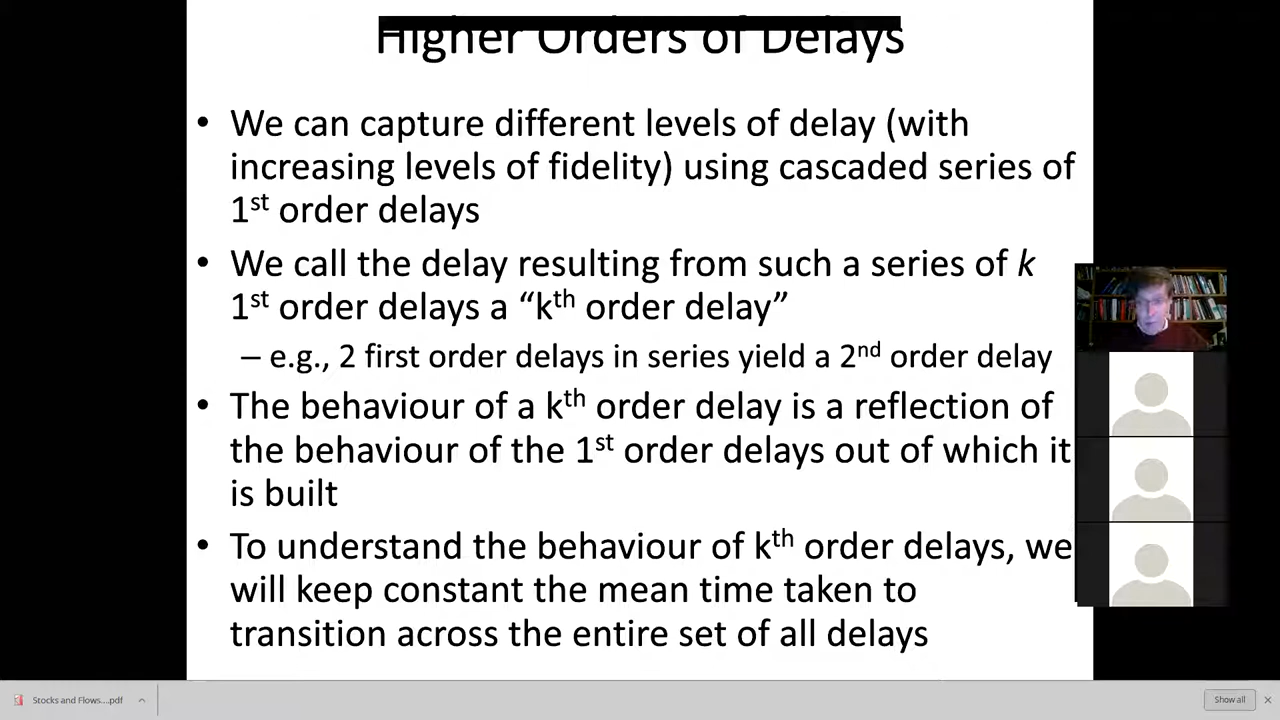 Higher Orders of Delays
• We can capture different levels of delay (with
increasing levels of fidelity) using cascaded series of
1st order delays
• We call the delay resulting from such a series of k
1st order delays a “kth order delay”
– e.g., 2 first order delays in series yield a 2nd order delay
• The behaviour of a kth order delay is a reflection of
the behaviour of the 1st order delays out of which it
is built
• To understand the behaviour of kth order delays, we
will keep constant the mean time taken to
transition across the entire set of all delays
Stocks and Flows....pdf
Show all